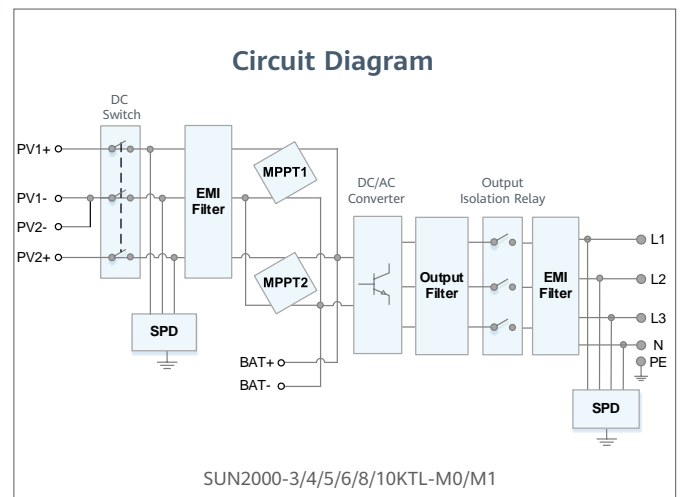 Circuit Diagram
DC
Switch
PV1+
PV1-
PV2-
PV2+
EMI
Filter
MPPT1
MPPT2
SPD
BAT+
BAT-
DC/AC
Converter
Output
Filter
Output
Isolation Relay
EMI
Filter
L1
L2
L3
N
PE
SPD
SUN2000-3/4/5/6/8/10KTL-M0/M1